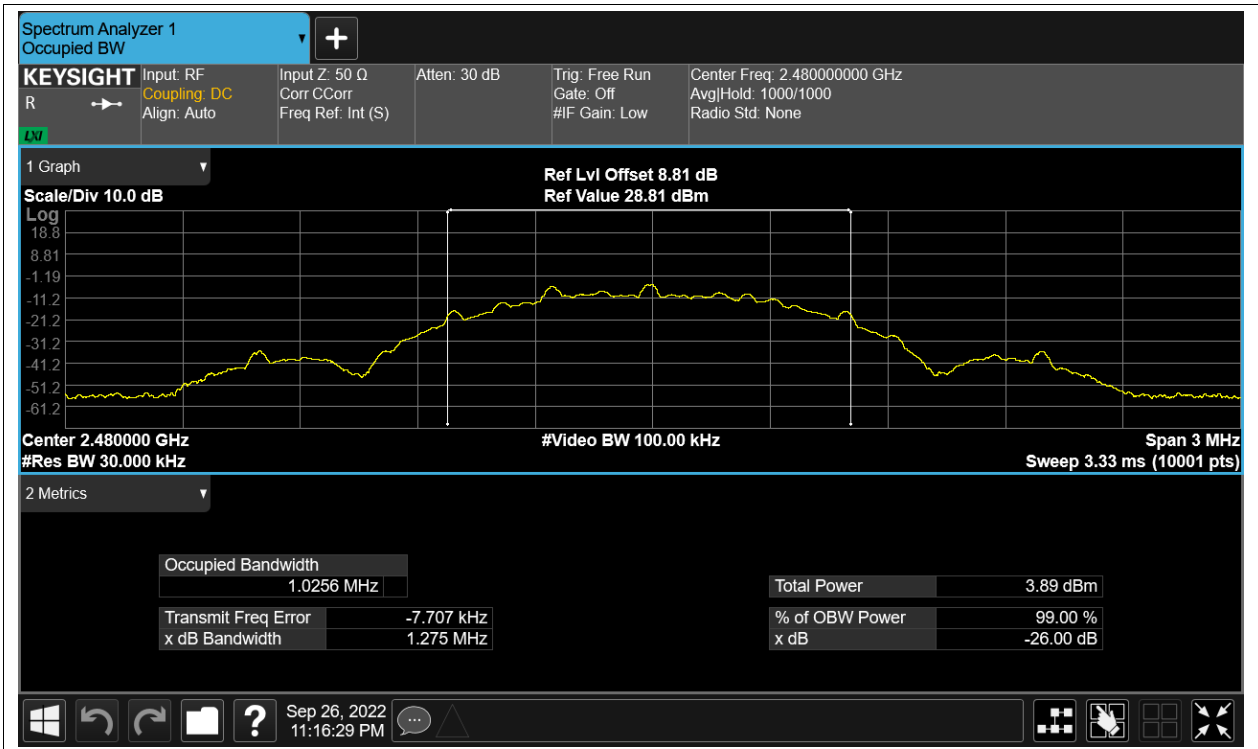 Spectrum Analyzer 1
Occupied BW
KEYSIGHT
R
LXI
Input: RF
Coupling: DC
Align: Auto
Input Z: 50 Ω
Corr CCorr
Freq Ref: Int (S)
Atten: 30 dB
Trig: Free Run
Gate: Off
#IF Gain: Low
Center Freq: 2.480000000 GHz
Avg|Hold: 1000/1000
Radio Std: None
1 Graph
Scale/Div 10.0 dB
Ref Lvl Offset 8.81 dB
Ref Value 28.81 dBm
Log
18.8
8.81
-1.19
-11.2
-21.2
-31.2
-41.2
-51.2
-61.2
Center 2.480000 GHz
#Res BW 30.000 kHz
#Video BW 100.00 kHz
Span 3 MHz
Sweep 3.33 ms (10001 pts)
2 Metrics
Occupied Bandwidth
1.0256 MHz
Transmit Freq Error -7.707 kHz
x dB Bandwidth 1.275 MHz
Total Power 3.89 dBm
% of OBW Power 99.00 %
x dB -26.00 dB
?
Sep 26, 2022
11:16:29 PM